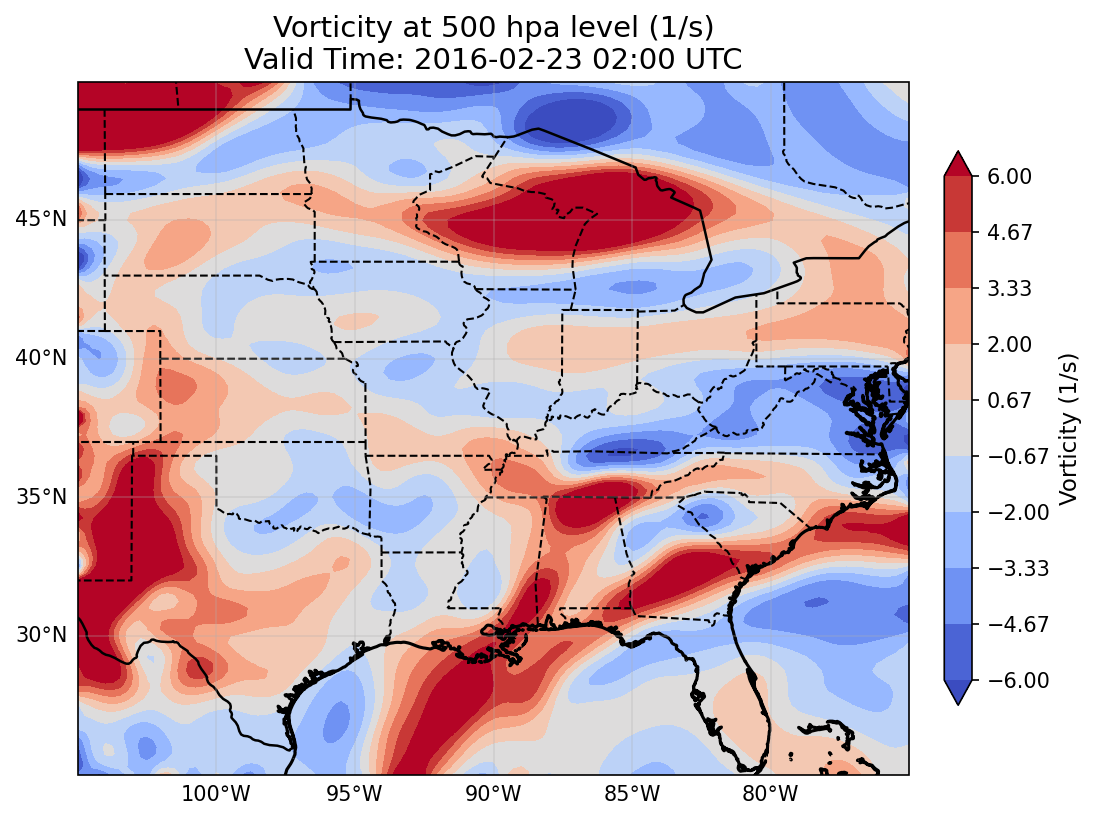 Vorticity at 500 hpa level (1/s)
Valid Time: 2016-02-23 02:00 UTC
45°N
40°N
35°N
30°N
100°W
95°W
90°W
85°W
80°W
6.00
4.67
3.33
2.00
0.67
−0.67
−2.00
−3.33
−4.67
−6.00
Vorticity (1/s)